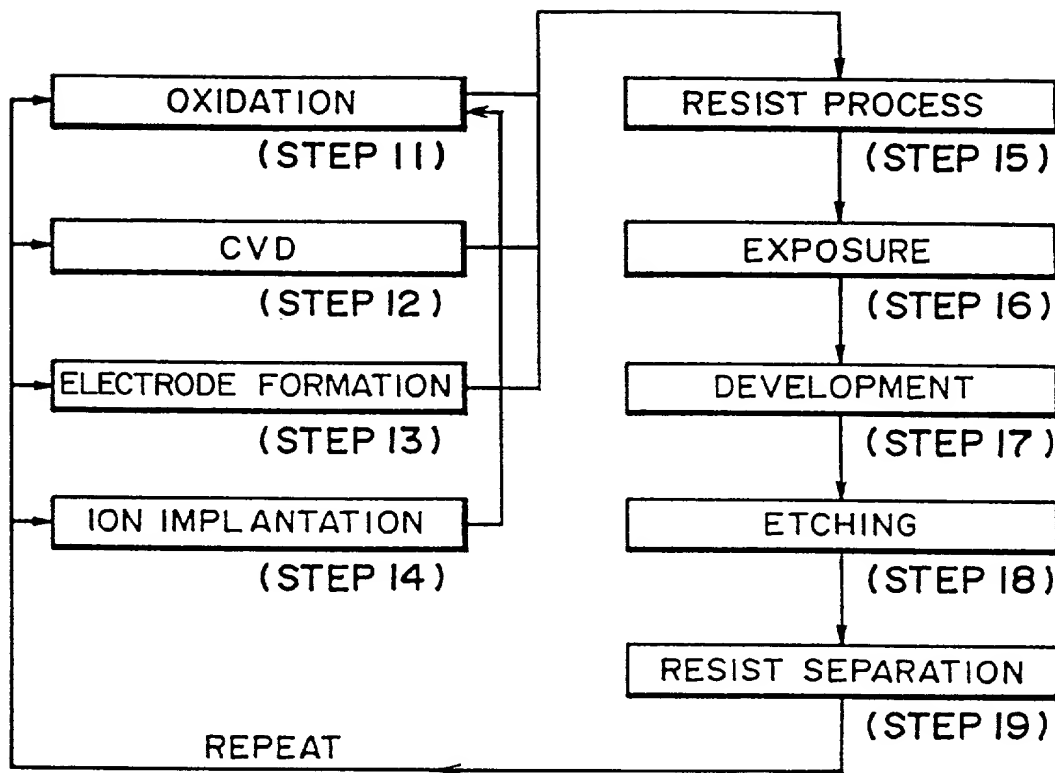 OXIDATION
(STEP 11)
CVD
(STEP 12)
ELECTRODE FORMATION
(STEP 13)
ION IMPLANTATION
(STEP 14)
RESIST PROCESS
(STEP 15)
EXPOSURE
(STEP 16)
DEVELOPMENT
(STEP 17)
ETCHING
(STEP 18)
RESIST SEPARATION
(STEP 19)
REPEAT